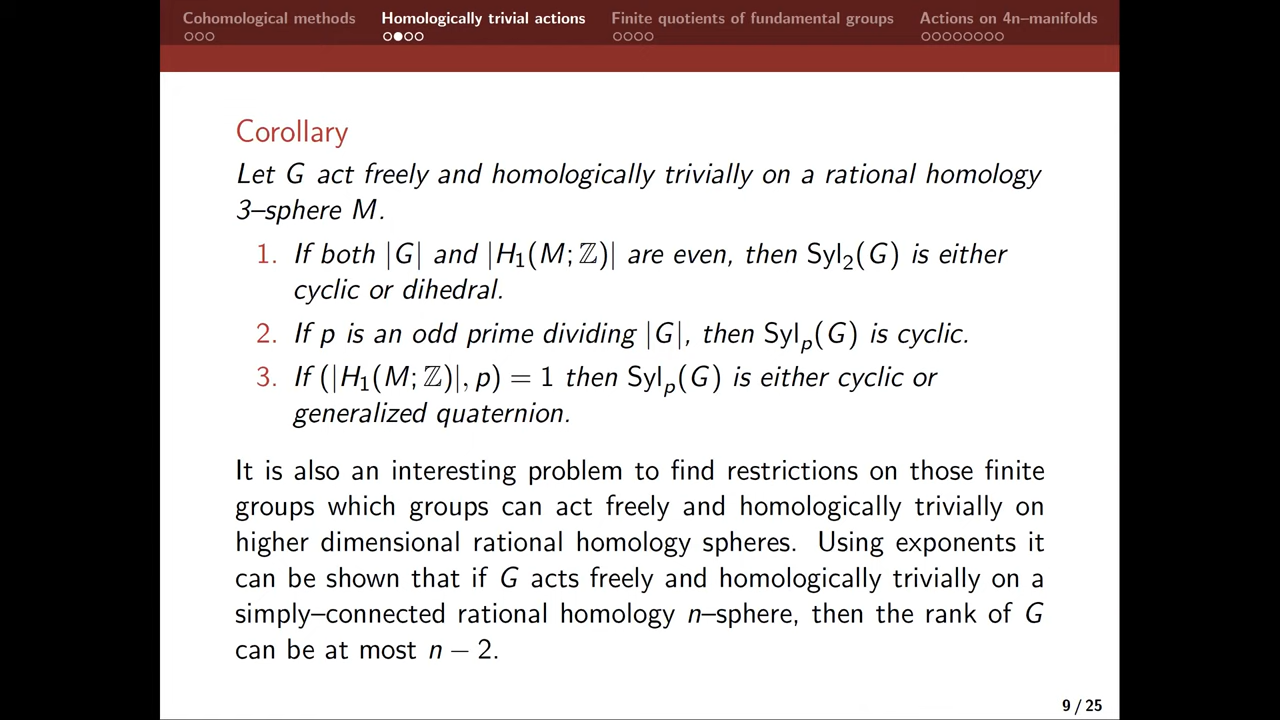 Cohomological methods Homologically trivial actions Finite quotients of fundamental groups Actions on 4n–manifolds
Corollary
Let G act freely and homologically trivially on a rational homology
3–sphere M.
1. If both |G| and |H₁(M; ℤ)| are even, then Syl₂(G) is either
cyclic or dihedral.
2. If p is an odd prime dividing |G|, then Sylₚ(G) is cyclic.
3. If (|H₁(M; ℤ)|, p) = 1 then Sylₚ(G) is either cyclic or
generalized quaternion.
It is also an interesting problem to find restrictions on those finite
groups which groups can act freely and homologically trivially on
higher dimensional rational homology spheres. Using exponents it
can be shown that if G acts freely and homologically trivially on a
simply–connected rational homology n–sphere, then the rank of G
can be at most n − 2.
9 / 25